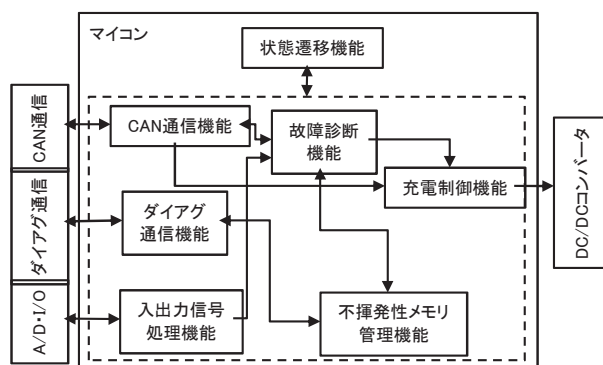 マイコン
状態遷移機能
CAN通信
CAN通信機能
故障診断
機能
充電制御機能
DC/DCコンバータ
ダイアグ通信
ダイアグ
通信機能
A/D・I/O
入出力信号
処理機能
不揮発性メモリ
管理機能